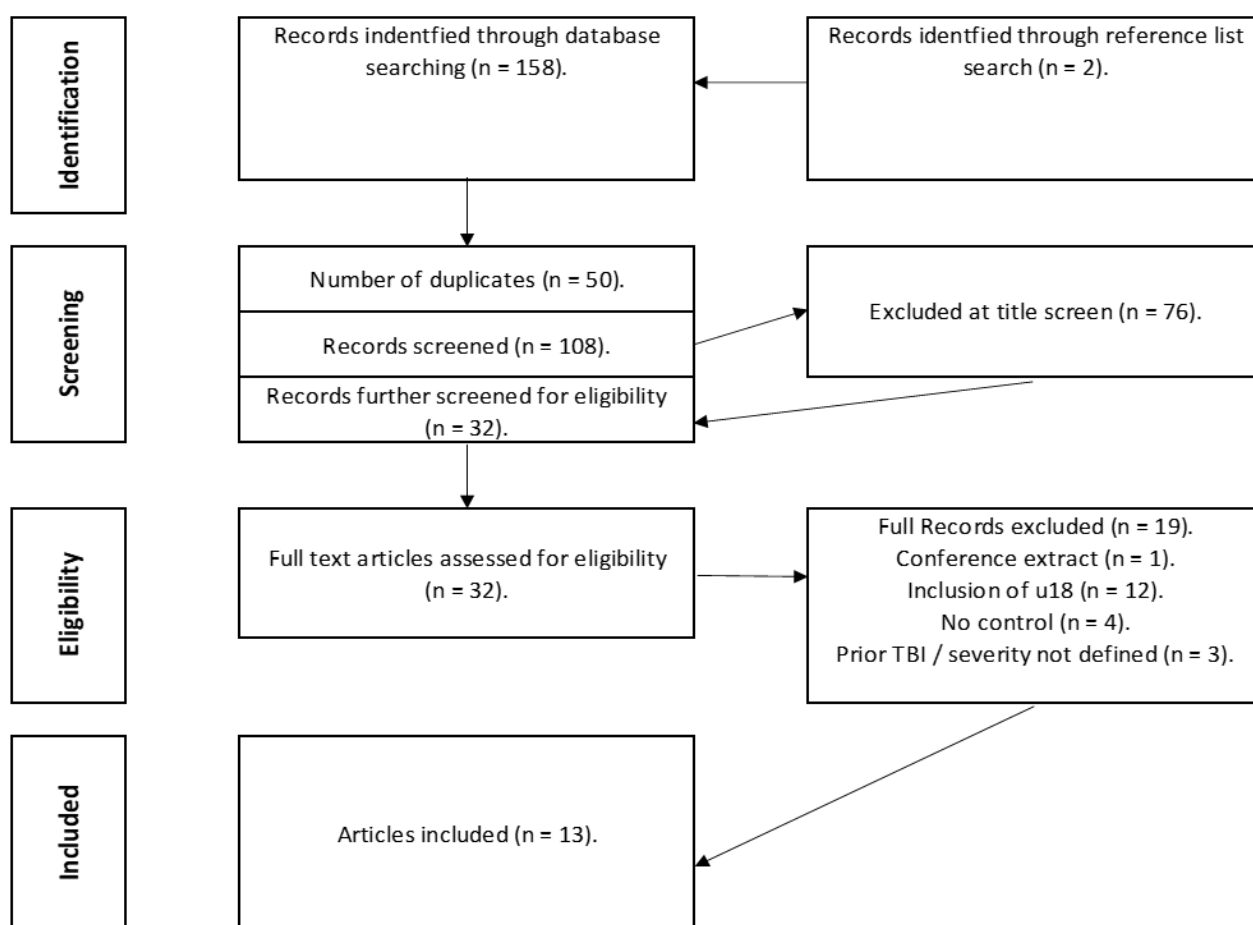 Identification
Records indentfied through database
searching (n = 158).
Records identfied through reference list
search (n = 2).
Screening
Number of duplicates (n = 50).
Records screened (n = 108).
Records further screened for eligibility
(n = 32).
Excluded at title screen (n = 76).
Eligibility
Full text articles assessed for eligibility
(n = 32).
Full Records excluded (n = 19).
Conference extract (n = 1).
Inclusion of u18 (n = 12).
No control (n = 4).
Prior TBI / severity not defined (n = 3).
Included
Articles included (n = 13).